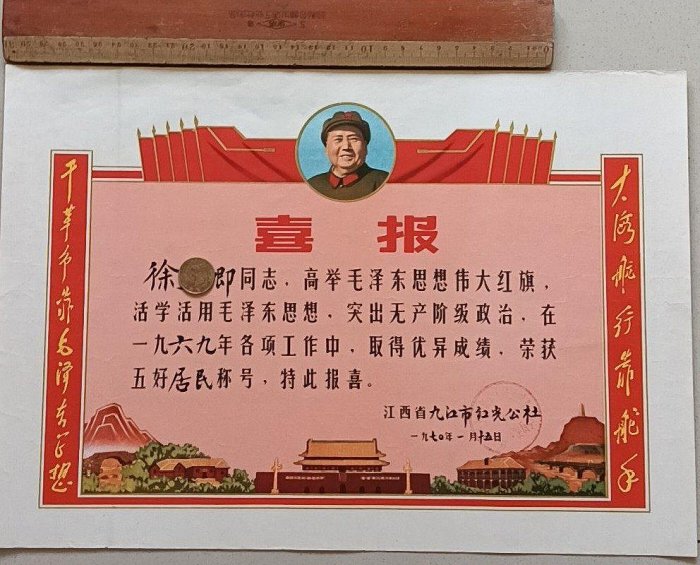 喜报
徐 即同志，高举毛泽东思想伟大红旗，
活学活用毛泽东思想，突出无产阶级政治，在
一九六九年各项工作中，取得优异成绩，荣获
五好居民称号，特此报喜。
江西省九江市红光公社
一九七〇年一月十五日
大海航行靠舵手
干革命靠毛泽东思想